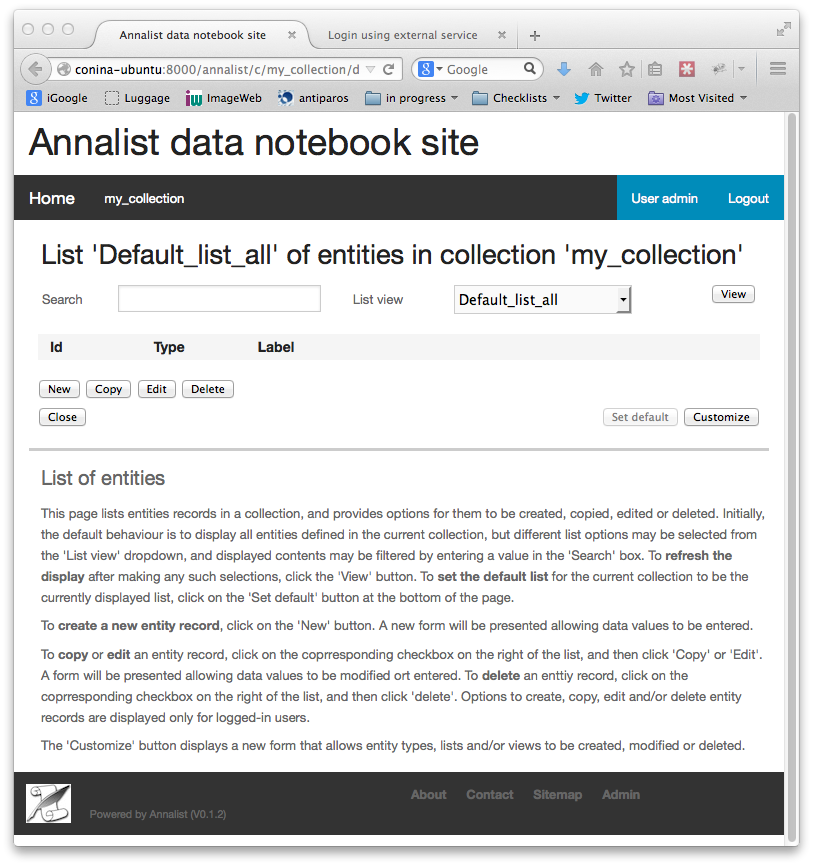 Annalist data notebook site × Login using external service × +
conina-ubuntu:8000/annalist/c/my_collection/d Google
iGoogle Luggage ImageWeb antiparos in progress Checklists Twitter Most Visited
Annalist data notebook site
Home my_collection User admin Logout
List 'Default_list_all' of entities in collection 'my_collection'
Search List view Default_list_all View
Id Type Label
New Copy Edit Delete
Close Set default Customize
List of entities
This page lists entities records in a collection, and provides options for them to be created, copied, edited or deleted. Initially,
the default behaviour is to display all entities defined in the current collection, but different list options may be selected from
the 'List view' dropdown, and displayed contents may be filtered by entering a value in the 'Search' box. To refresh the
display after making any such selections, click the 'View' button. To set the default list for the current collection to be the
currently displayed list, click on the 'Set default' button at the bottom of the page.
To create a new entity record, click on the 'New' button. A new form will be presented allowing data values to be entered.
To copy or edit an entity record, click on the coprresponding checkbox on the right of the list, and then click 'Copy' or 'Edit'.
A form will be presented allowing data values to be modified ort entered. To delete an enttiy record, click on the
coprresponding checkbox on the right of the list, and then click 'delete'. Options to create, copy, edit and/or delete entity
records are displayed only for logged-in users.
The 'Customize' button displays a new form that allows entity types, lists and/or views to be created, modified or deleted.
About Contact Sitemap Admin
Powered by Annalist (V0.1.2)